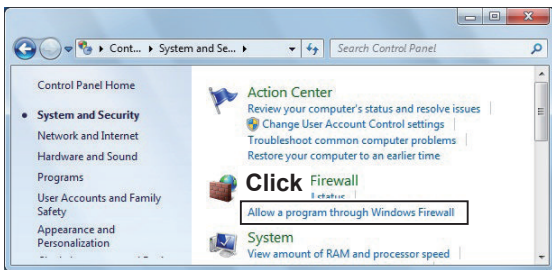 Cont... System and Se... Search Control Panel
Control Panel Home
System and Security
Network and Internet
Hardware and Sound
Programs
User Accounts and Family
Safety
Appearance and
Personalization
Action Center
Review your computer's status and resolve issues
Change User Account Control settings
Troubleshoot common computer problems
Restore your computer to an earlier time
Click Firewall
Allow a program through Windows Firewall
System
View amount of RAM and processor speed